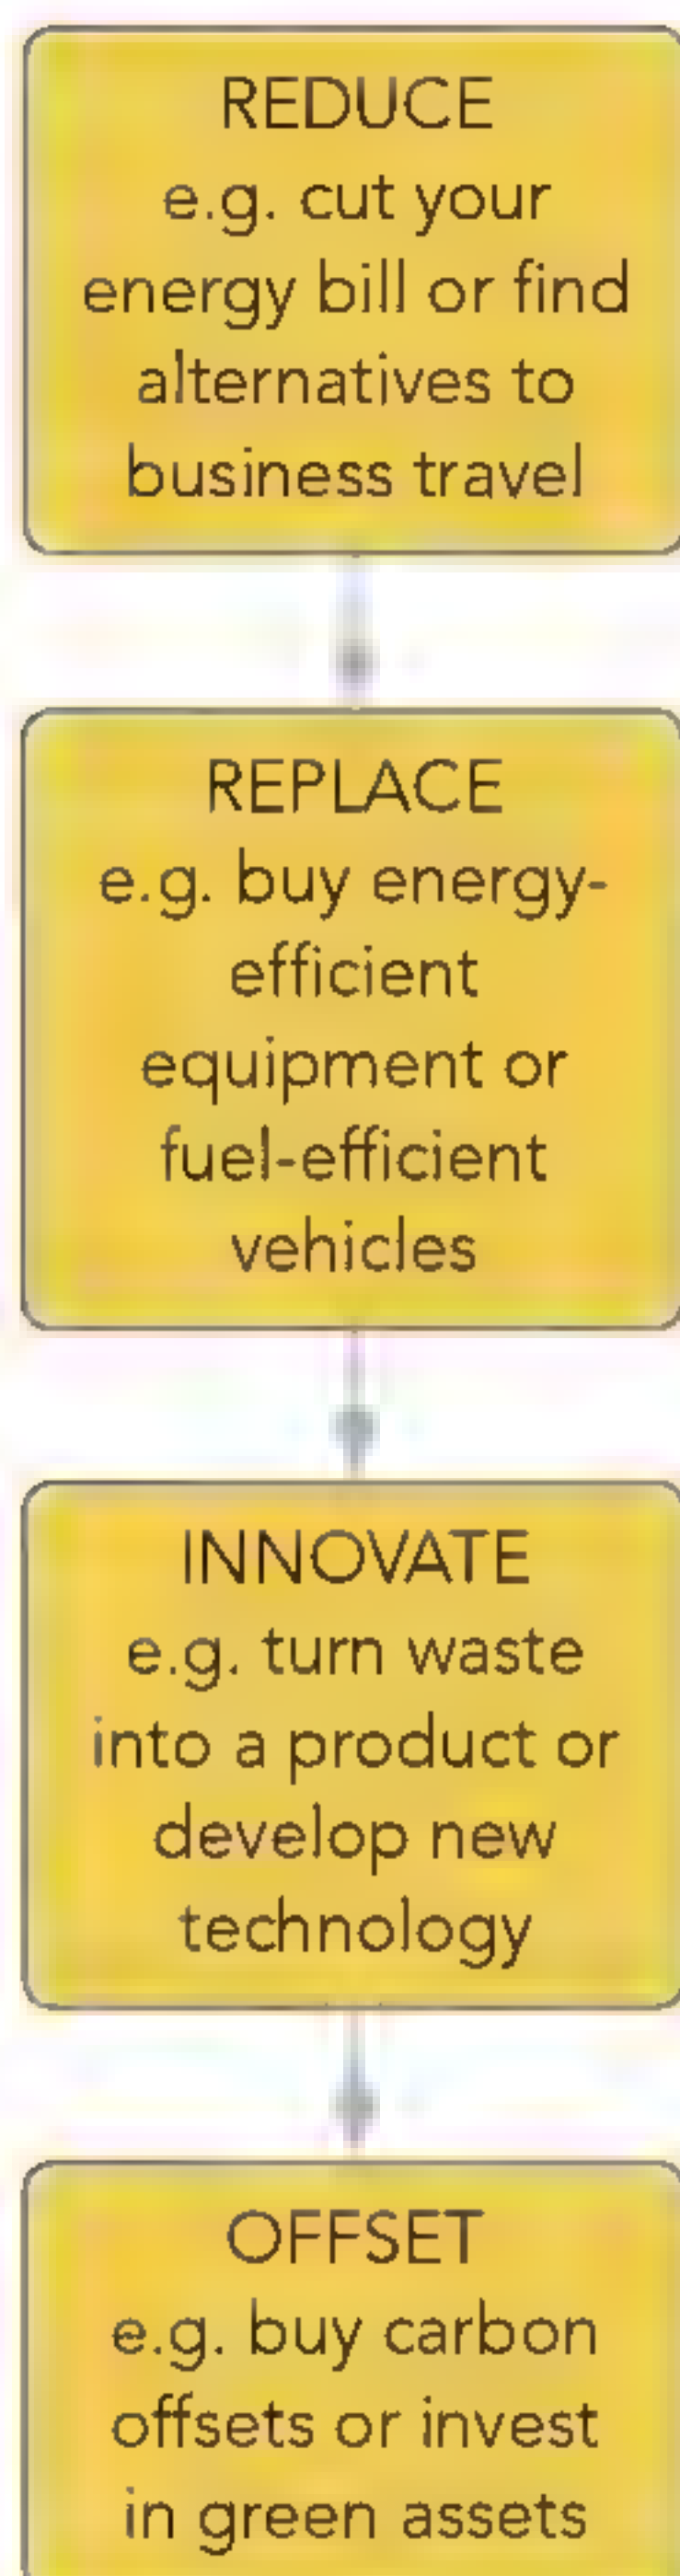 REDUCE
e.g. cut your
energy bill or find
alternatives to
business travel
REPLACE
e.g. buy energy-
efficient
equipment or
fuel-efficient
vehicles
INNOVATE
e.g. turn waste
into a product or
develop new
technology
OFFSET
e.g. buy carbon
offsets or invest
in green assets